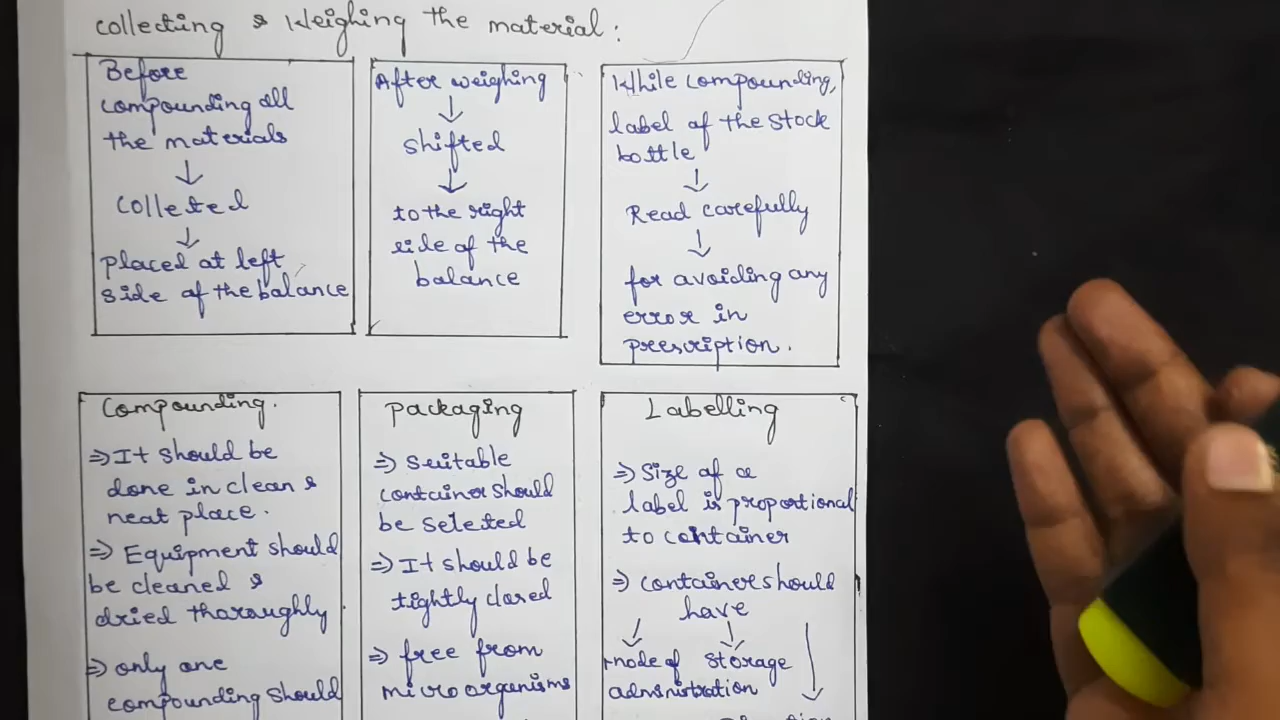 collecting & Weighing the material:
Before
compounding all
the materials
↓
colleted
↓
placed at left
side of the balance
After weighing
↓
shifted
↓
to the right
side of the
balance
While compounding,
label of the stock
bottle
↓
Read carefully
↓
for avoiding any
error in
preescription.
Compounding.
⇒ It should be
done in clean &
neat place.
⇒ Equipment should
be cleaned &
dried thoroughly
⇒ only one
compounding should
Packaging
⇒ Suitable
container should
be seleted
⇒ It should be
tightly closed
⇒ free from
microorganisms
Labelling
⇒ Size of a
label is proportional
to container
⇒ container should
have
mode of storage
administration